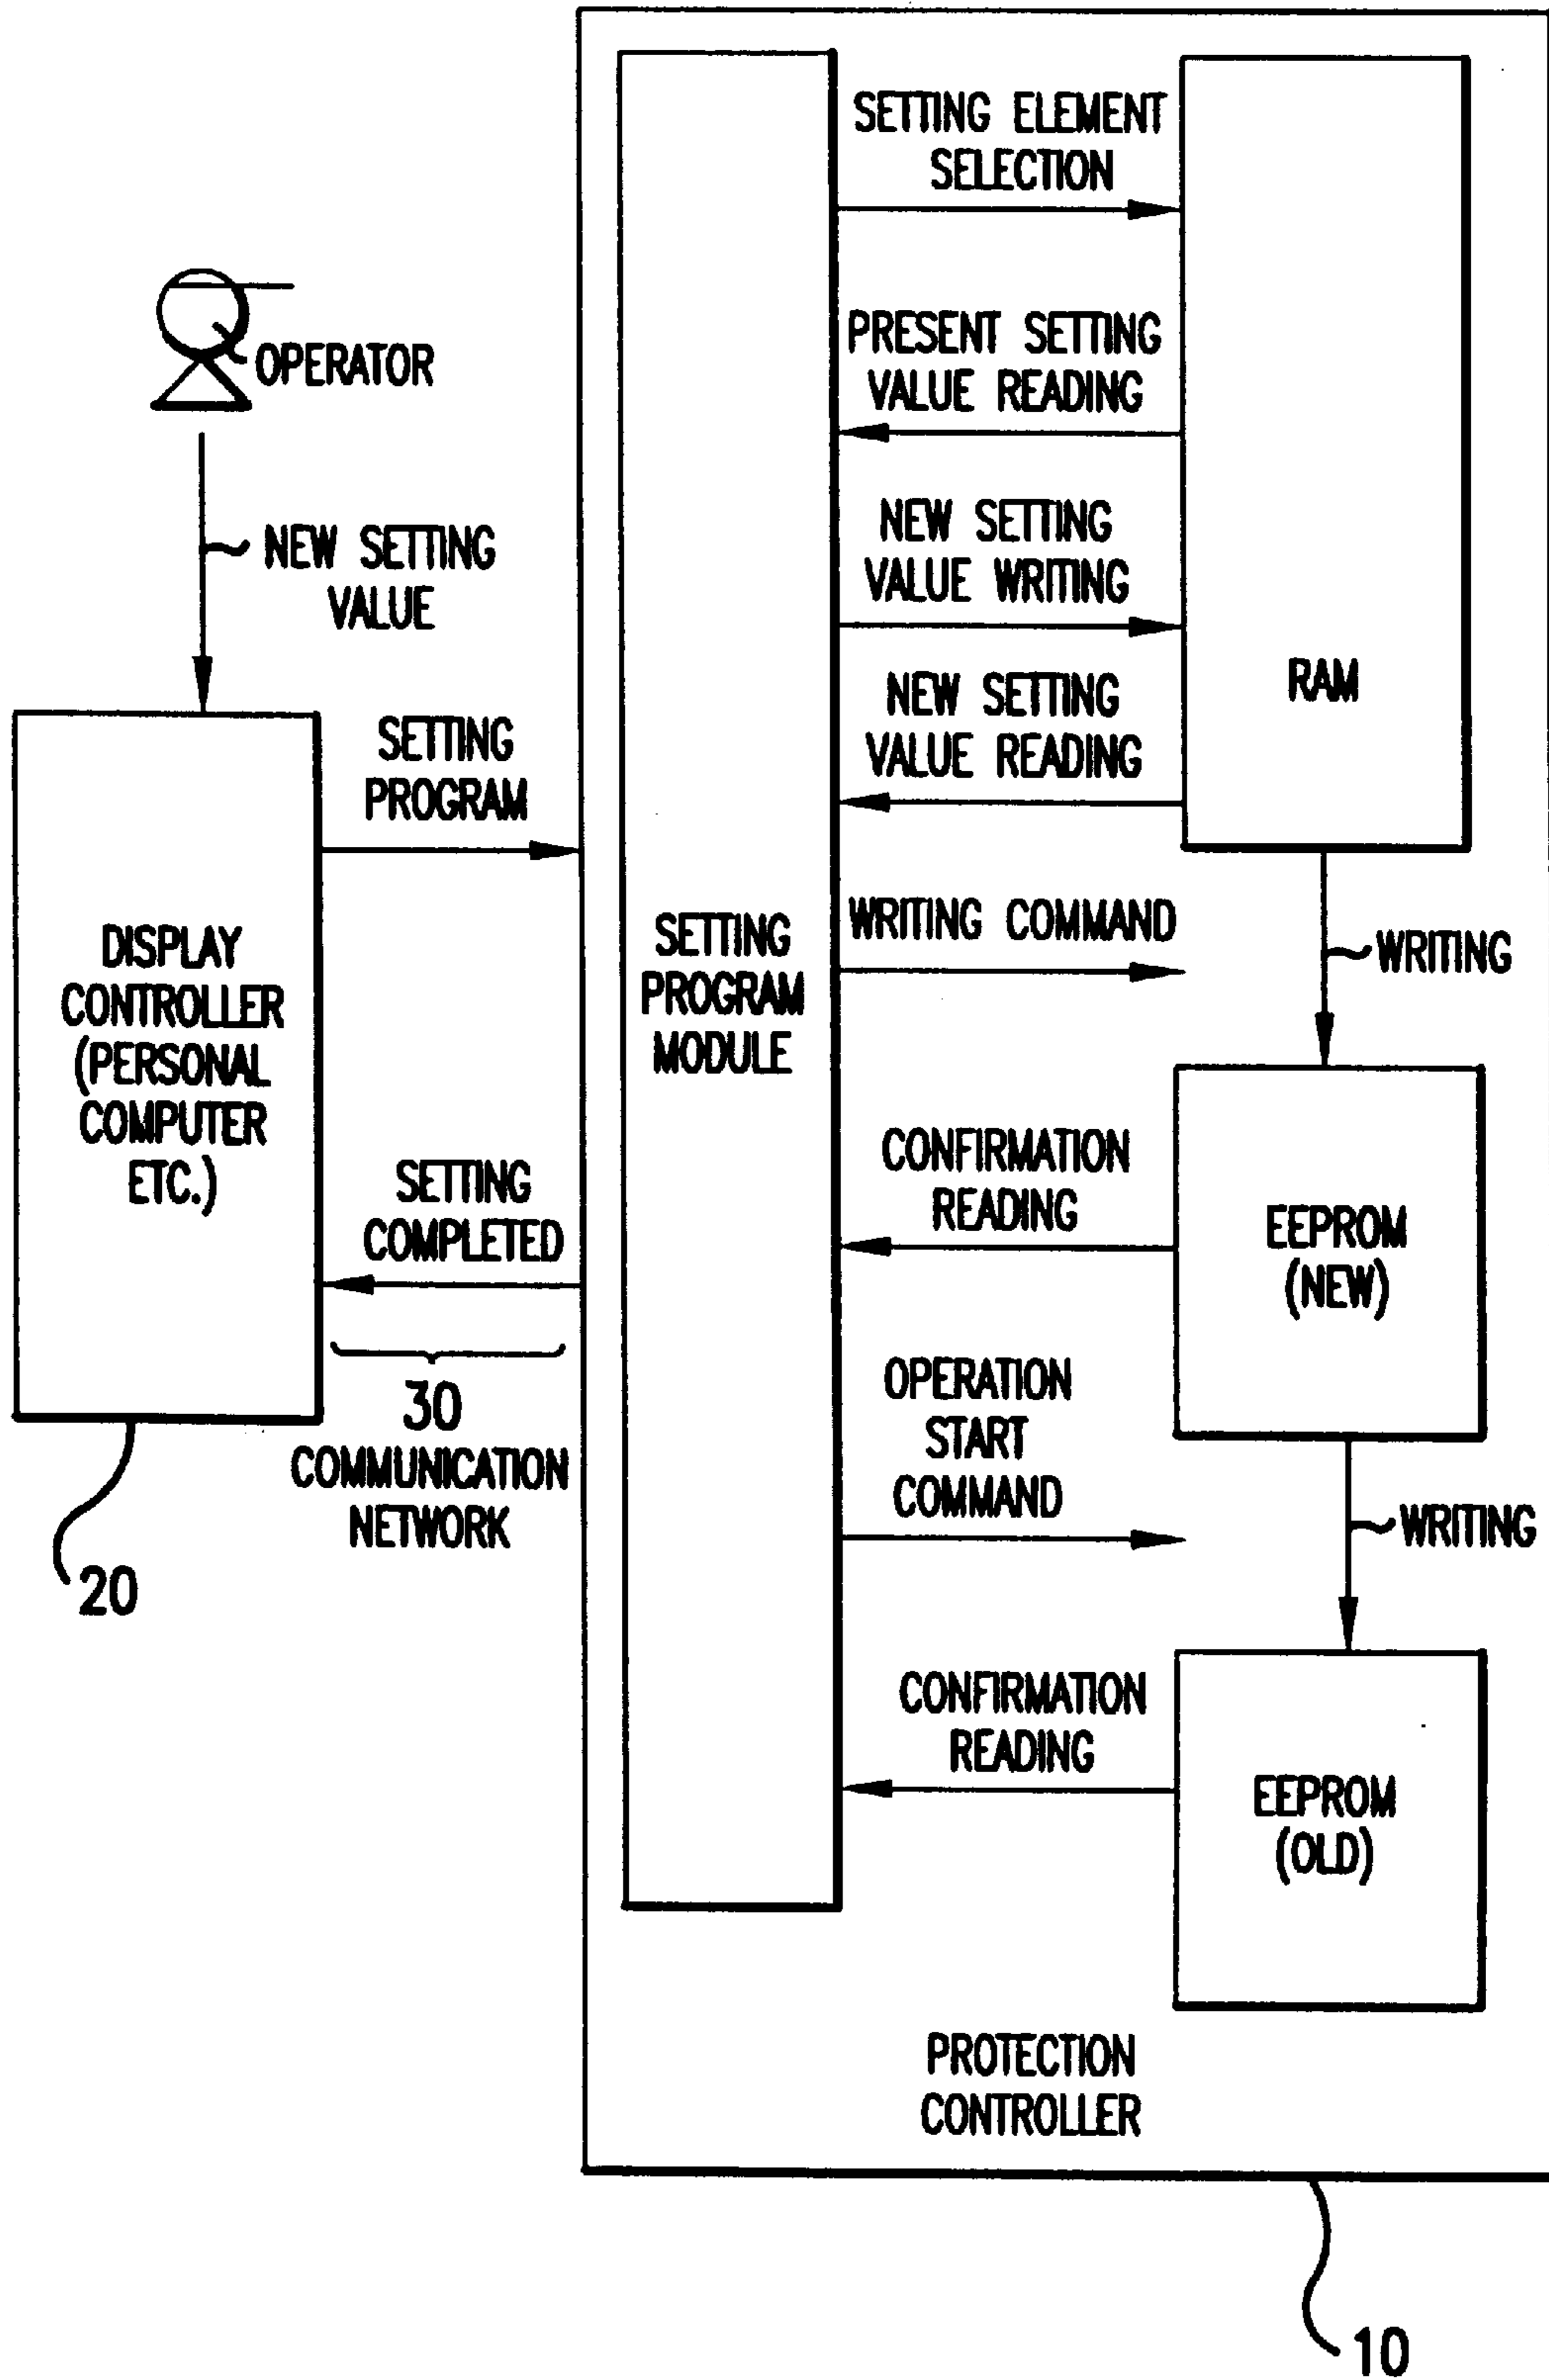 OPERATOR
NEW SETTING
VALUE
DISPLAY
CONTROLLER
(PERSONAL
COMPUTER
ETC.)
20
SETTING
PROGRAM
SETTING
COMPLETED
30
COMMUNICATION
NETWORK
SETTING
PROGRAM
MODULE
SETTING ELEMENT
SELECTION
PRESENT SETTING
VALUE READING
NEW SETTING
VALUE WRITING
NEW SETTING
VALUE READING
RAM
WRITING COMMAND
WRITING
CONFIRMATION
READING
EEPROM
(NEW)
OPERATION
START
COMMAND
WRITING
CONFIRMATION
READING
EEPROM
(OLD)
PROTECTION
CONTROLLER
10